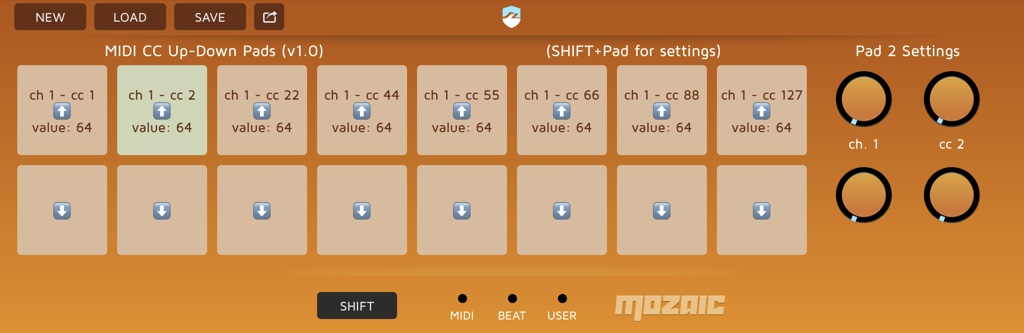 NEW LOAD SAVE
MIDI CC Up-Down Pads (v1.0) (SHIFT+Pad for settings) Pad 2 Settings
ch 1 - cc 1 ch 1 - cc 2 ch 1 - cc 22 ch 1 - cc 44 ch 1 - cc 55 ch 1 - cc 66 ch 1 - cc 88 ch 1 - cc 127
value: 64 value: 64 value: 64 value: 64 value: 64 value: 64 value: 64 value: 64
ch. 1 cc 2
SHIFT
MIDI BEAT USER
mozaic